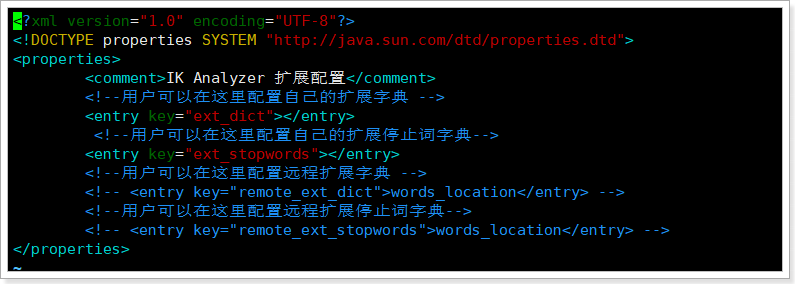 <?xml version="1.0" encoding="UTF-8"?>
<!DOCTYPE properties SYSTEM "http://java.sun.com/dtd/properties.dtd">
<properties>
        <comment>IK Analyzer 扩展配置</comment>
        <!--用户可以在这里配置自己的扩展字典 -->
        <entry key="ext_dict"></entry>
         <!--用户可以在这里配置自己的扩展停止词字典-->
        <entry key="ext_stopwords"></entry>
        <!--用户可以在这里配置远程扩展字典 -->
        <!-- <entry key="remote_ext_dict">words_location</entry> -->
        <!--用户可以在这里配置远程扩展停止词字典-->
        <!-- <entry key="remote_ext_stopwords">words_location</entry> -->
</properties>
~